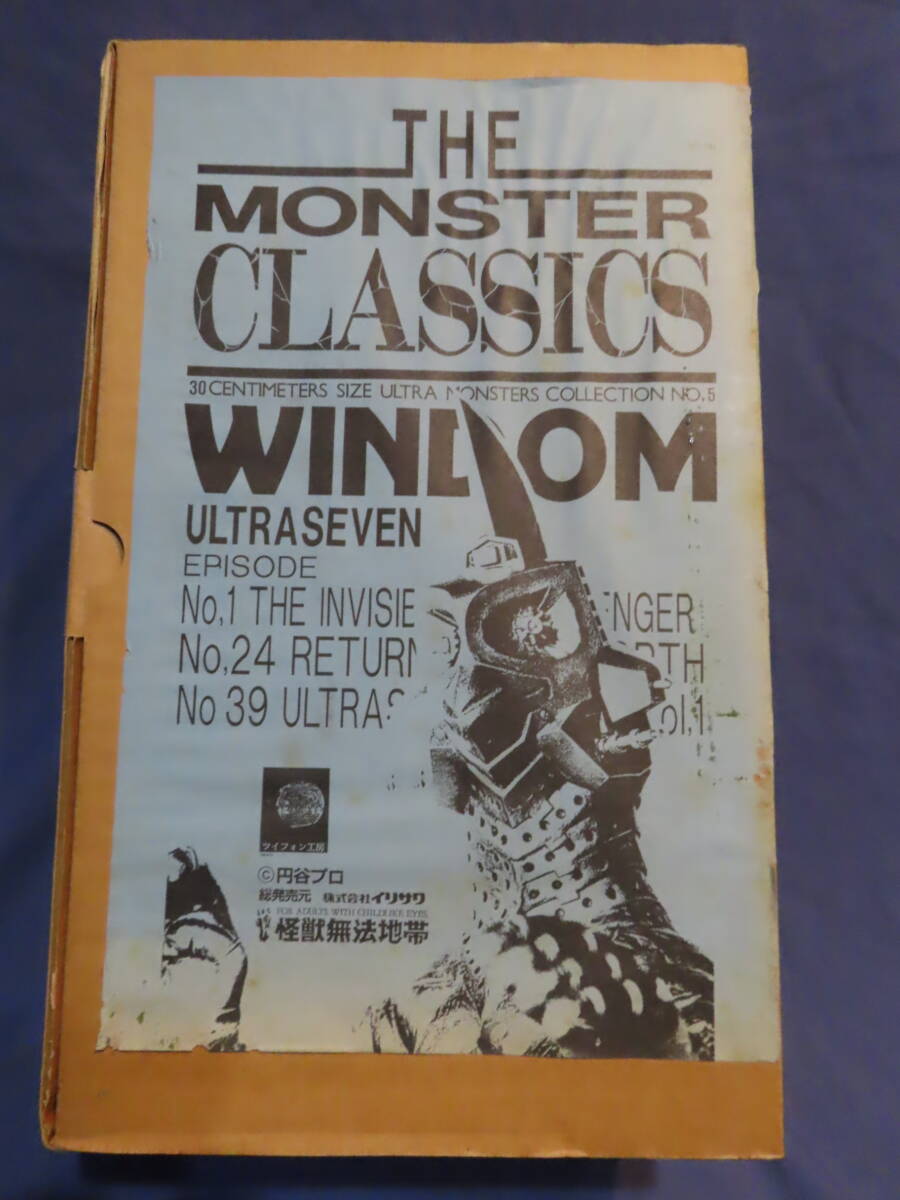 THE
MONSTER
CLASSICS
30 CENTIMETERS SIZE ULTRA MONSTERS COLLECTION NO,5
WINDOM
ULTRASEVEN
EPISODE
No,1 THE INVISIB ENGER
No,24 RETURN ORTH
No 39 ULTRAS ol,1
ツイフォン工房
©円谷プロ
総発売元 株式会社イリサワ
FOR ADULTS WITH CHILDLIKE EYES
怪獣無法地帯